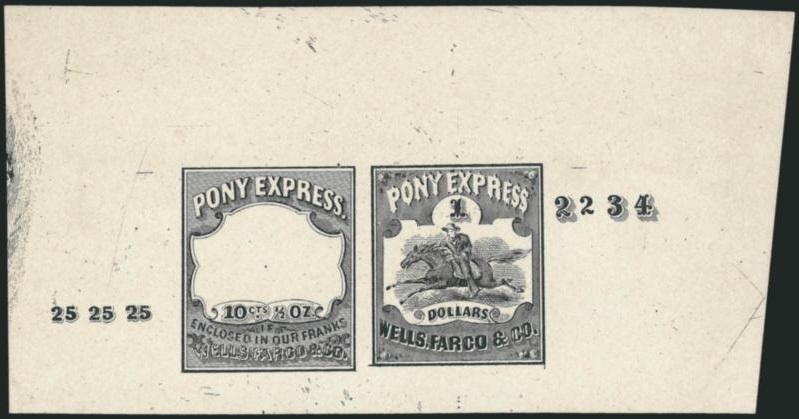 25 25 25
PONY EXPRESS.
10 CTS ½ OZ.
IF
ENCLOSED IN OUR FRANKS
WELLS, FARGO & CO.
PONY EXPRESS
1
DOLLARS
WELLS, FARGO & CO.
2 2 3 4